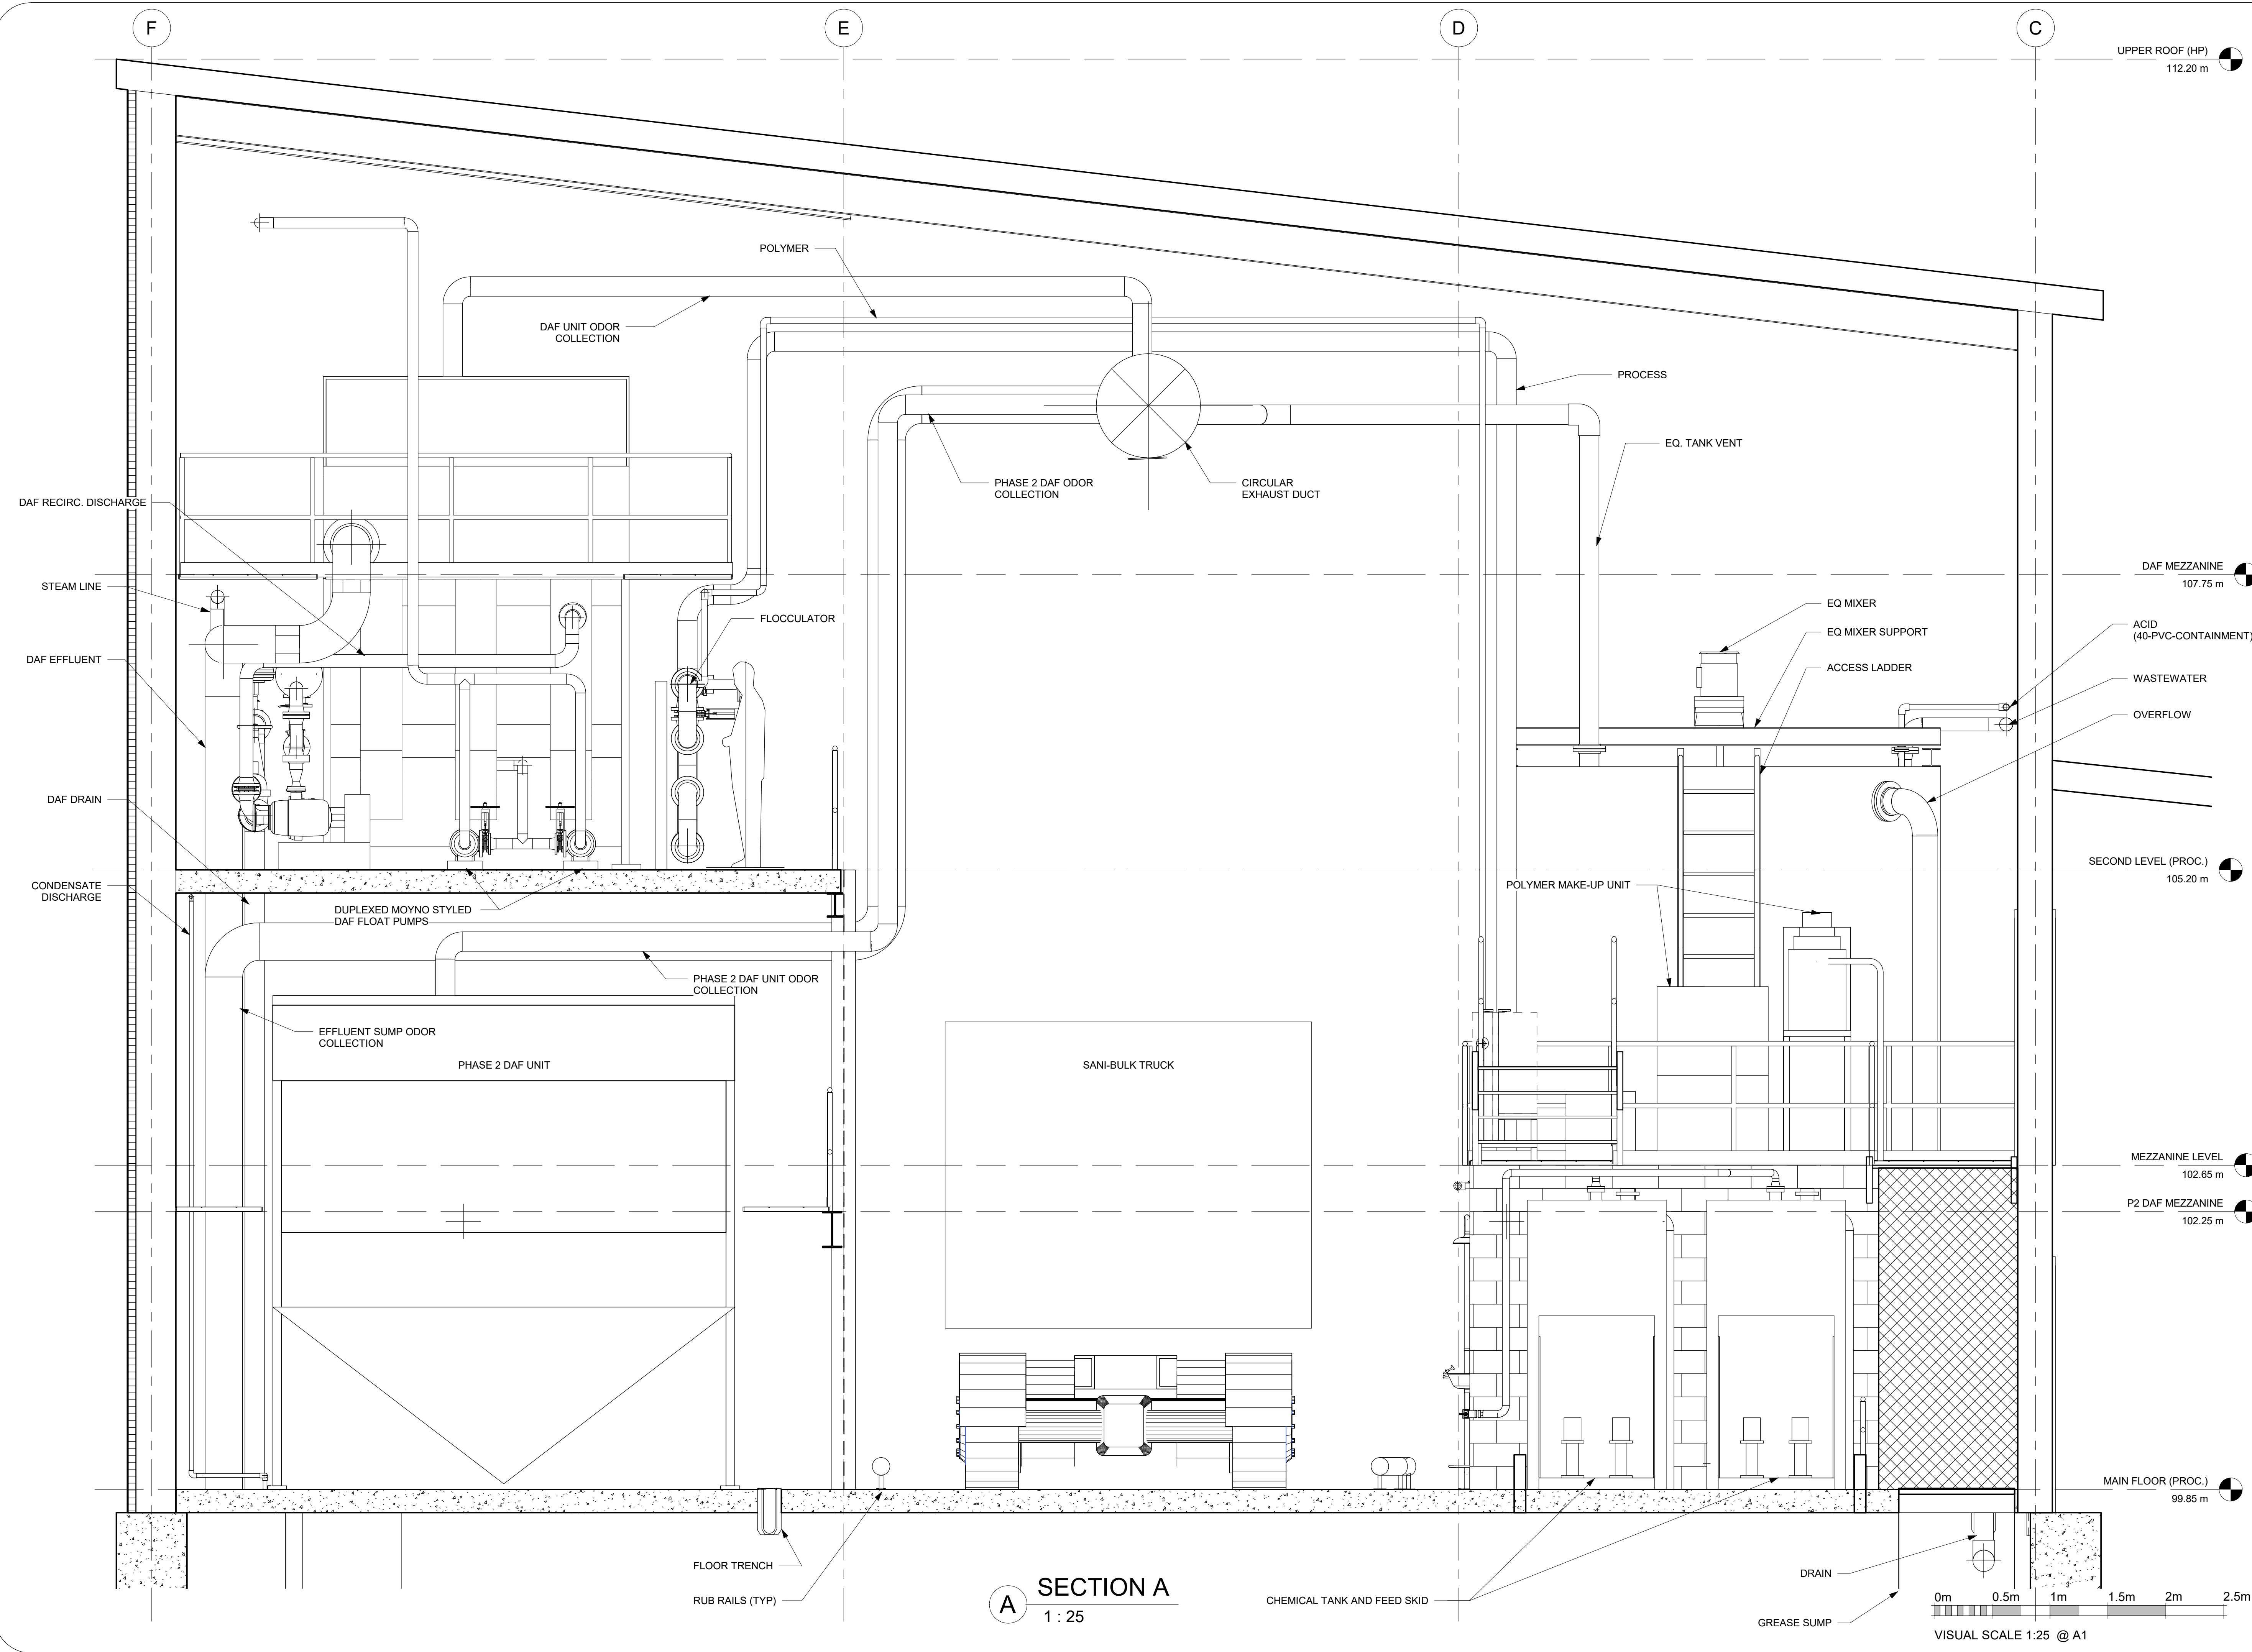 F
E
D
C
UPPER ROOF (HP)
112.20 m
POLYMER
DAF UNIT ODOR
COLLECTION
PROCESS
EQ. TANK VENT
PHASE 2 DAF ODOR
COLLECTION
CIRCULAR
EXHAUST DUCT
DAF RECIRC. DISCHARGE
DAF MEZZANINE
107.75 m
STEAM LINE
EQ MIXER
FLOCCULATOR
EQ MIXER SUPPORT
ACID
(40-PVC-CONTAINMENT)
DAF EFFLUENT
ACCESS LADDER
WASTEWATER
OVERFLOW
DAF DRAIN
SECOND LEVEL (PROC.)
105.20 m
CONDENSATE
DISCHARGE
POLYMER MAKE-UP UNIT
DUPLEXED MOYNO STYLED
DAF FLOAT PUMPS
PHASE 2 DAF UNIT ODOR
COLLECTION
EFFLUENT SUMP ODOR
COLLECTION
PHASE 2 DAF UNIT
SANI-BULK TRUCK
MEZZANINE LEVEL
102.65 m
P2 DAF MEZZANINE
102.25 m
MAIN FLOOR (PROC.)
99.85 m
FLOOR TRENCH
RUB RAILS (TYP)
A
SECTION A
1 : 25
CHEMICAL TANK AND FEED SKID
DRAIN
GREASE SUMP
0m 0.5m 1m 1.5m 2m 2.5m
VISUAL SCALE 1:25 @ A1